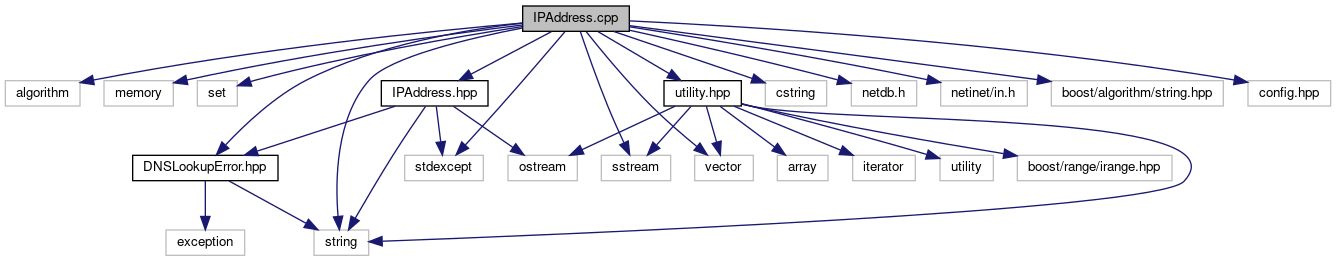 IPAddress.cpp
algorithm
memory
set
IPAddress.hpp
utility.hpp
cstring
netdb.h
netinet/in.h
boost/algorithm/string.hpp
config.hpp
DNSLookupError.hpp
stdexcept
ostream
sstream
vector
array
iterator
utility
boost/range/irange.hpp
exception
string